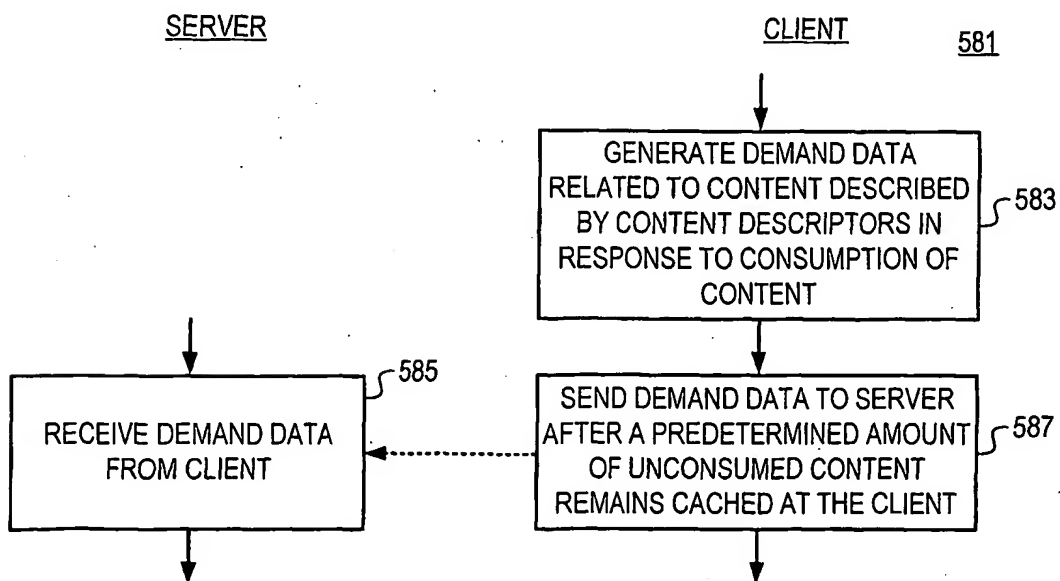 SERVER
CLIENT
581
GENERATE DEMAND DATA
RELATED TO CONTENT DESCRIBED
BY CONTENT DESCRIPTORS IN
RESPONSE TO CONSUMPTION OF
CONTENT
583
RECEIVE DEMAND DATA
FROM CLIENT
585
SEND DEMAND DATA TO SERVER
AFTER A PREDETERMINED AMOUNT
OF UNCONSUMED CONTENT
REMAINS CACHED AT THE CLIENT
587